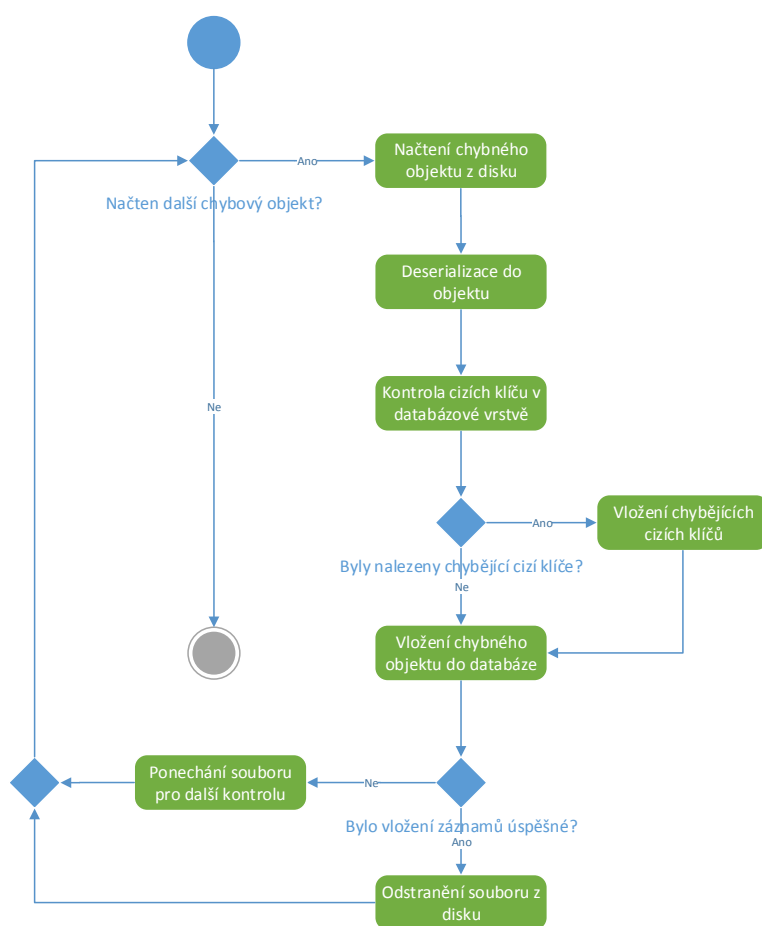 Načtení chybného
objektu z disku
Ano
Načten další chybový objekt?
Deserializace do
objektu
Kontrola cizích klíču v
databázové vrstvě
Ne
Vložení chybějících
cizích klíčů
Ano
Byly nalezeny chybějící cizí klíče?
Ne
Vložení chybného
objektu do databáze
Ponechání souboru
pro další kontrolu
Ne
Bylo vložení záznamů úspěšné?
Ano
Odstranění souboru z
disku